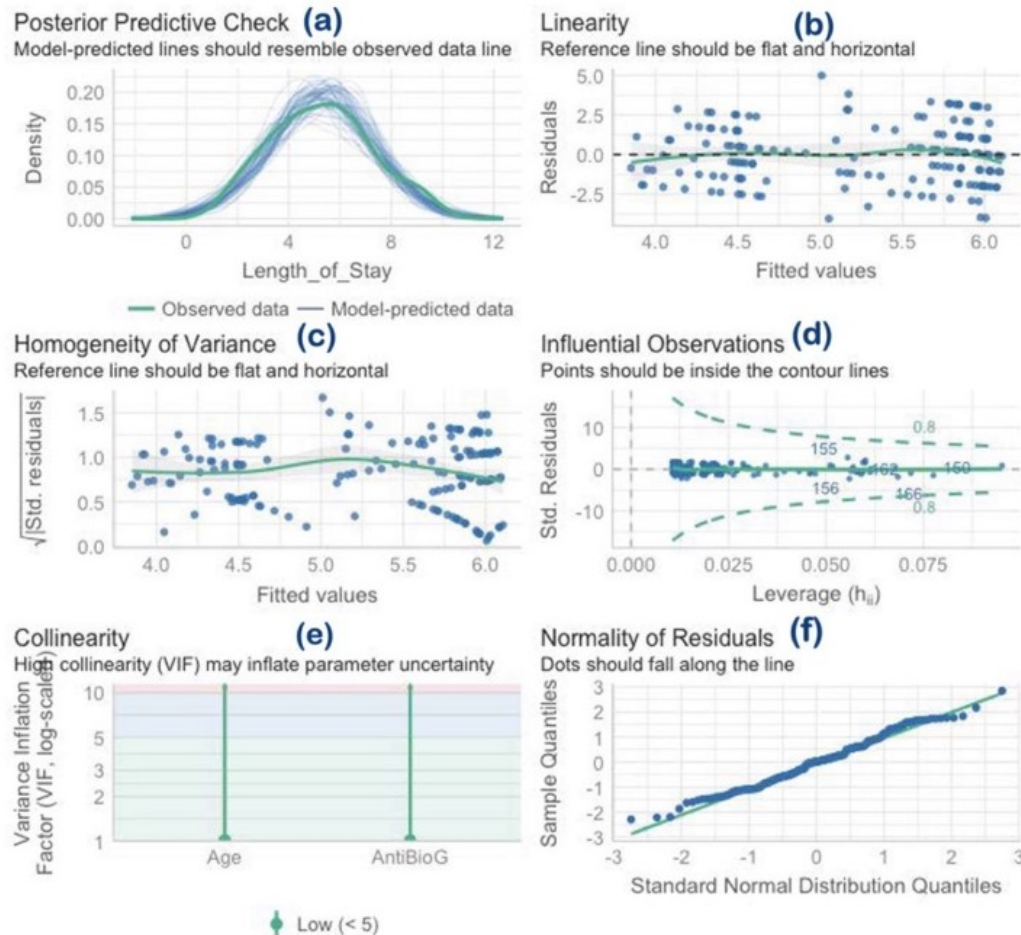 Posterior Predictive Check (a)
Model-predicted lines should resemble observed data line
Density
0.20
0.15
0.10
0.05
0.00
0 4 8 12
Length_of_Stay
Observed data Model-predicted data
Linearity (b)
Reference line should be flat and horizontal
Residuals
5.0
2.5
0.0
-2.5
4.0 4.5 5.0 5.5 6.0
Fitted values
Homogeneity of Variance (c)
Reference line should be flat and horizontal
√|Std. residuals|
1.5
1.0
0.5
0.0
4.0 4.5 5.0 5.5 6.0
Fitted values
Influential Observations (d)
Points should be inside the contour lines
Std. Residuals
10
0
-10
0.8
155
162 150
156 166
0.8
0.000 0.025 0.050 0.075
Leverage (hii)
Collinearity (e)
High collinearity (VIF) may inflate parameter uncertainty
Variance Inflation
Factor (VIF, log-scaled)
10
5
3
2
1
Age AntiBioG
Low (< 5)
Normality of Residuals (f)
Dots should fall along the line
Sample Quantiles
3
2
1
0
-1
-2
-3
-3 -2 -1 0 1 2 3
Standard Normal Distribution Quantiles